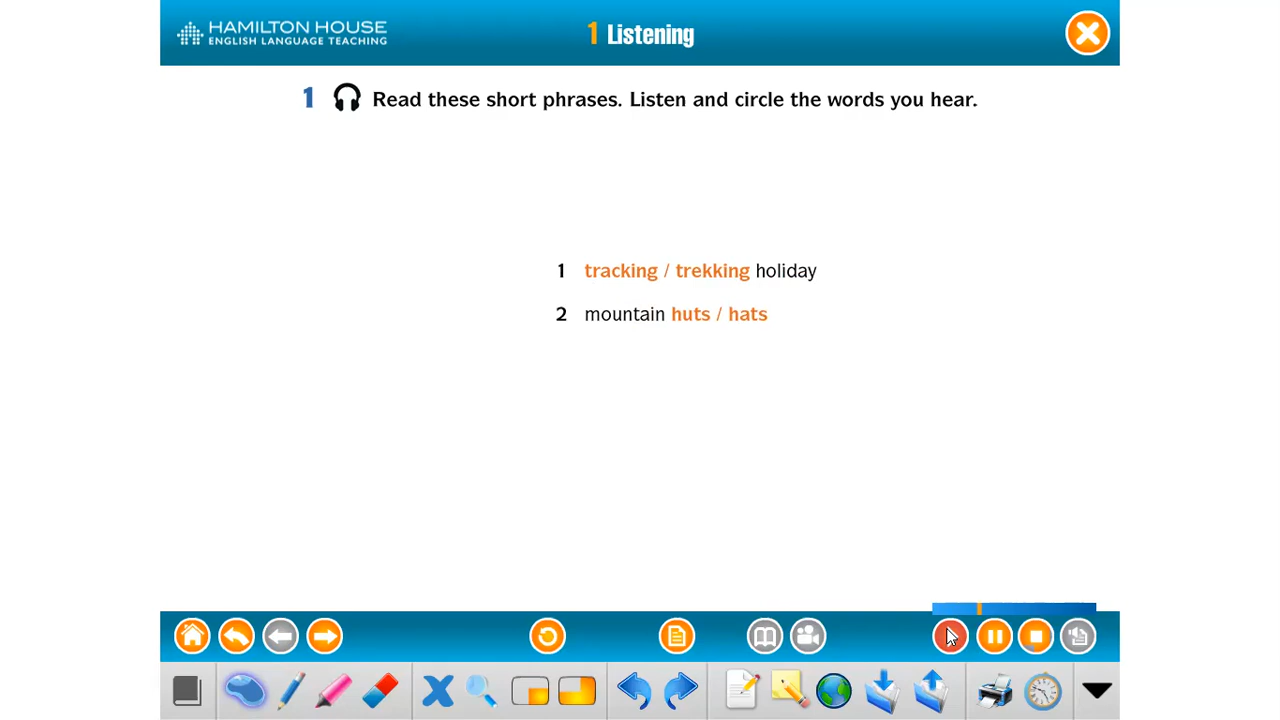 HAMILTON HOUSE
ENGLISH LANGUAGE TEACHING
1 Listening
1 Read these short phrases. Listen and circle the words you hear.
1 tracking / trekking holiday
2 mountain huts / hats